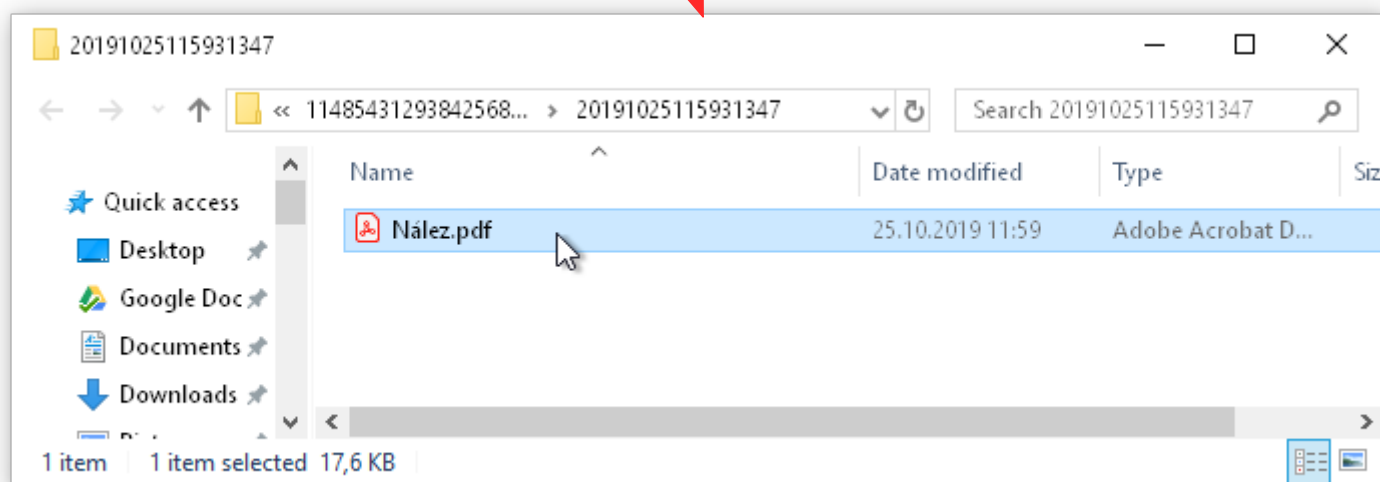 20191025115931347
« 11485431293842568... › 20191025115931347
Search 20191025115931347
Name Date modified Type Siz
Quick access
Nález.pdf 25.10.2019 11:59 Adobe Acrobat D...
Desktop
Google Doc
Documents
Downloads
1 item 1 item selected 17,6 KB